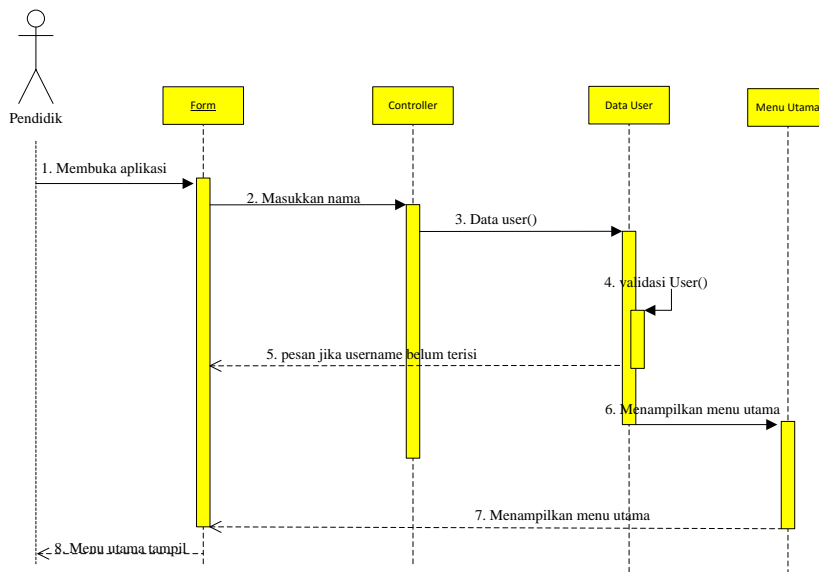 Pendidik
Form
Controller
Data User
Menu Utama
1. Membuka aplikasi
2. Masukkan nama
3. Data user()
4. validasi User()
5. pesan jika username belum terisi
6. Menampilkan menu utama
7. Menampilkan menu utama
8. Menu utama tampil